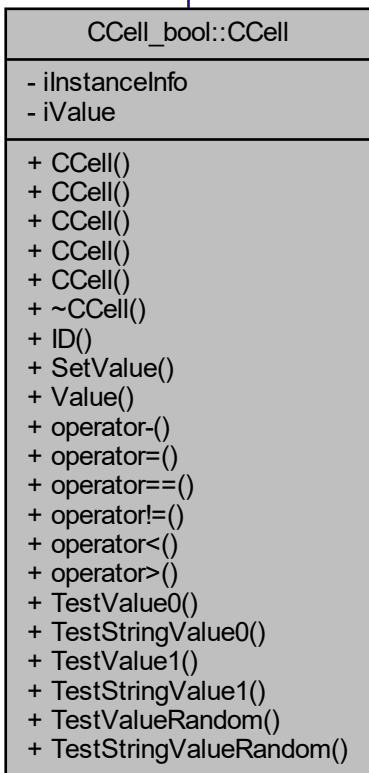 CCell_bool::CCell
- iInstanceInfo
- iValue
+ CCell()
+ CCell()
+ CCell()
+ CCell()
+ CCell()
+ ~CCell()
+ ID()
+ SetValue()
+ Value()
+ operator-()
+ operator=()
+ operator==()
+ operator!=()
+ operator<()
+ operator>()
+ TestValue0()
+ TestStringValue0()
+ TestValue1()
+ TestStringValue1()
+ TestValueRandom()
+ TestStringValueRandom()